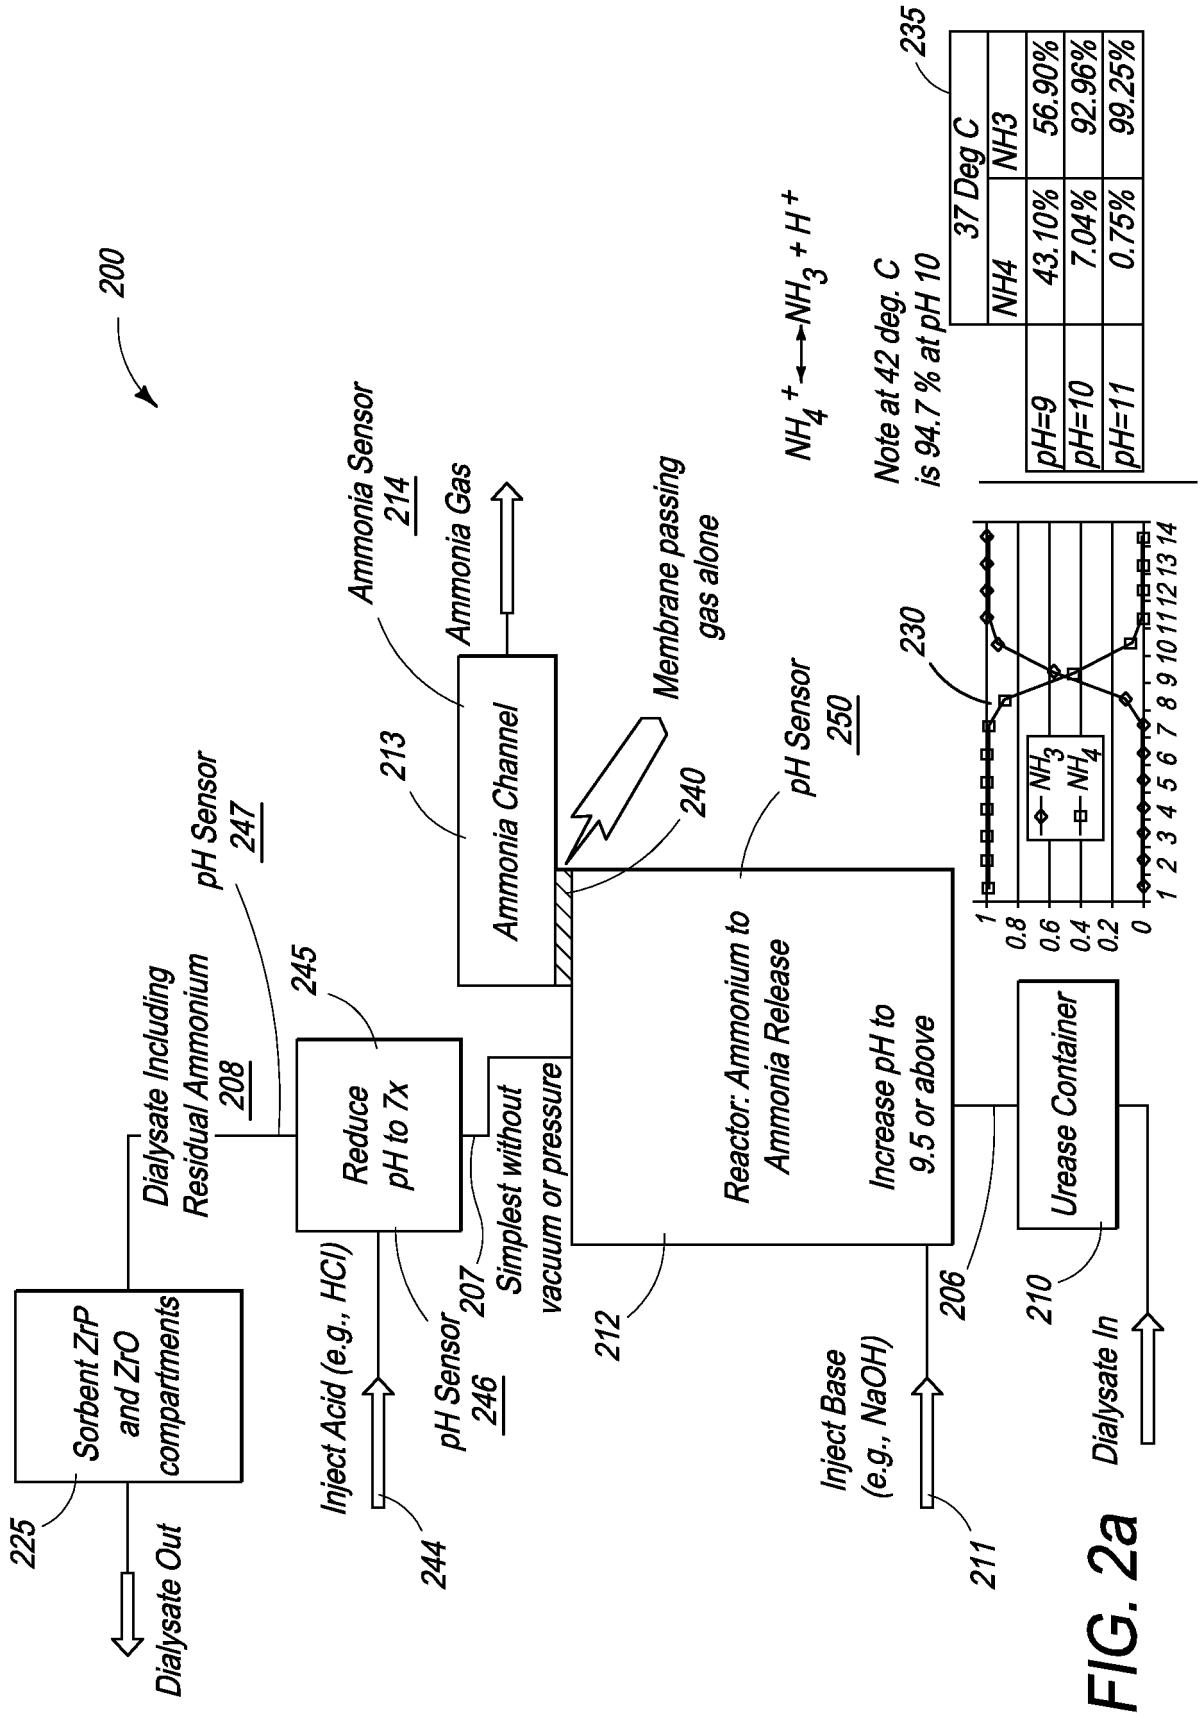 200
Sorbent ZrP
and ZrO
compartments
225
Dialysate Out
Dialysate Including
Residual Ammonium
208
pH Sensor
247
Reduce
pH to 7x
245
Inject Acid (e.g., HCl)
244
pH Sensor
246
207
Simplest without
vacuum or pressure
Ammonia Channel
213
Ammonia Sensor
214
Ammonia Gas
Membrane passing
gas alone
240
Reactor: Ammonium to
Ammonia Release
Increase pH to
9.5 or above
212
pH Sensor
250
Inject Base
(e.g., NaOH)
211
206
Urease Container
210
Dialysate In
NH4+ ↔ NH3 + H+
Note at 42 deg. C
is 94.7 % at pH 10
235
37 Deg C
NH4 NH3
pH=9 43.10% 56.90%
pH=10 7.04% 92.96%
pH=11 0.75% 99.25%
230
1
0.8
0.6
0.4
0.2
0
NH3
NH4
1 2 3 4 5 6 7 8 9 10 11 12 13 14
FIG. 2a